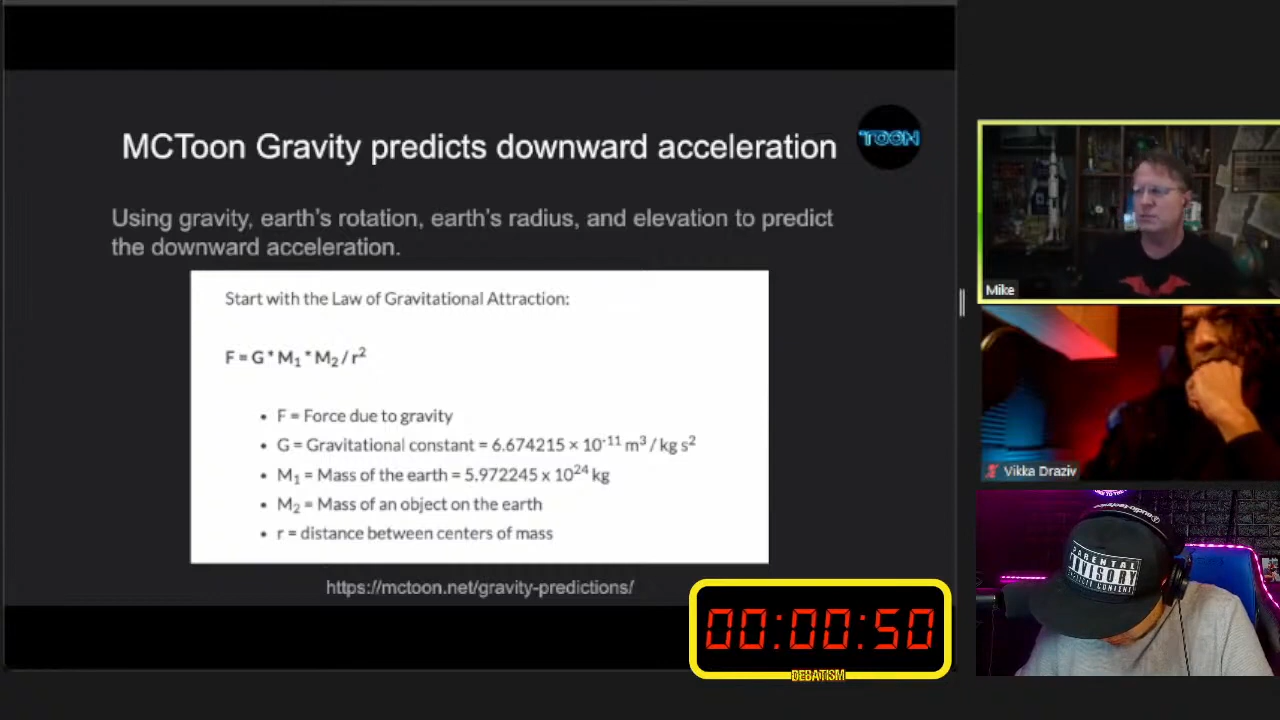 MCToon Gravity predicts downward acceleration
TOON
Using gravity, earth's rotation, earth's radius, and elevation to predict
the downward acceleration.
Start with the Law of Gravitational Attraction:
F = G * M₁ * M₂ / r²
• F = Force due to gravity
• G = Gravitational constant = 6.674215 x 10⁻¹¹ m³ / kg s²
• M₁ = Mass of the earth = 5.972245 x 10²⁴ kg
• M₂ = Mass of an object on the earth
• r = distance between centers of mass
https://mctoon.net/gravity-predictions/
00:00:50
DEBATISM
Mike
Vikka Draziv
audio-technica
PARENTAL
ADVISORY
EXPLICIT CONTENT